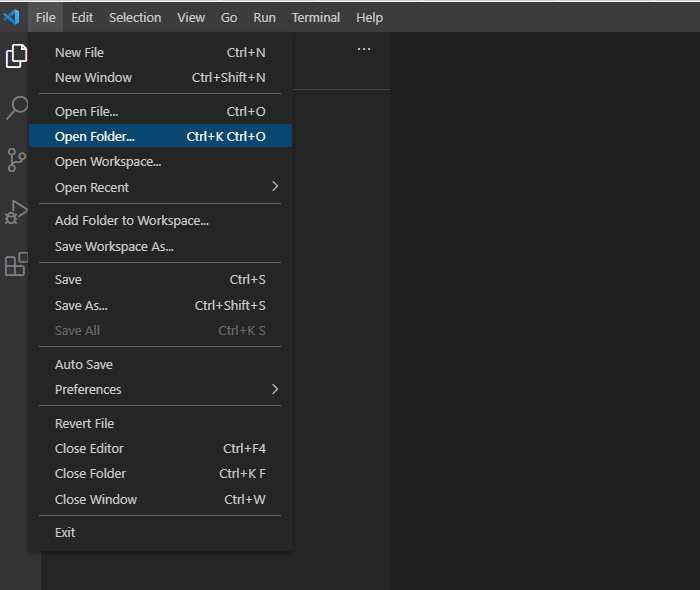 File Edit Selection View Go Run Terminal Help
New File Ctrl+N
New Window Ctrl+Shift+N
Open File... Ctrl+O
Open Folder... Ctrl+K Ctrl+O
Open Workspace...
Open Recent
Add Folder to Workspace...
Save Workspace As...
Save Ctrl+S
Save As... Ctrl+Shift+S
Save All Ctrl+K S
Auto Save
Preferences
Revert File
Close Editor Ctrl+F4
Close Folder Ctrl+K F
Close Window Ctrl+W
Exit